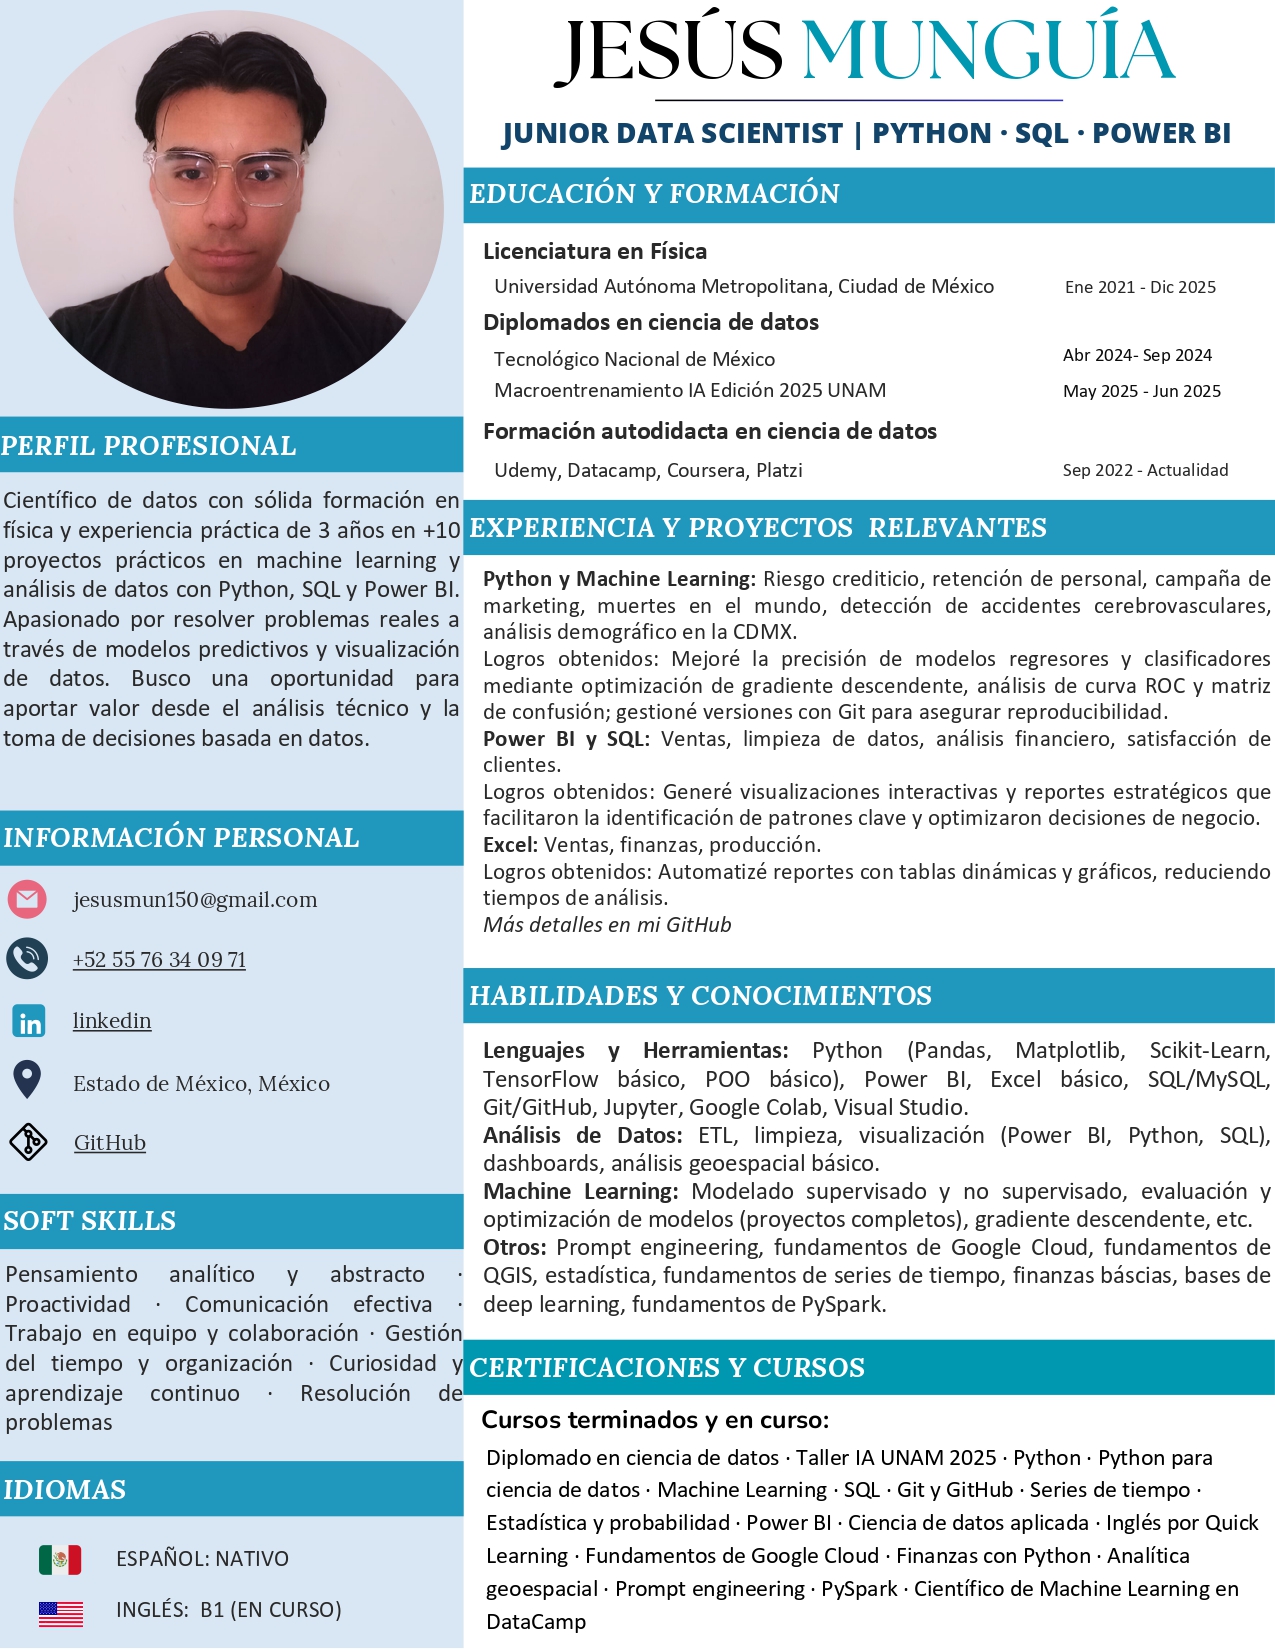 JESÚS MUNGUÍA
JUNIOR DATA SCIENTIST | PYTHON · SQL · POWER BI
PERFIL PROFESIONAL
Científico de datos con sólida formación en
física y experiencia práctica de 3 años en +10
proyectos prácticos en machine learning y
análisis de datos con Python, SQL y Power BI.
Apasionado por resolver problemas reales a
través de modelos predictivos y visualización
de datos. Busco una oportunidad para
aportar valor desde el análisis técnico y la
toma de decisiones basada en datos.
INFORMACIÓN PERSONAL
jesusmun150@gmail.com
+52 55 76 34 09 71
linkedin
Estado de México, México
GitHub
SOFT SKILLS
Pensamiento analítico y abstracto ·
Proactividad · Comunicación efectiva ·
Trabajo en equipo y colaboración · Gestión
del tiempo y organización · Curiosidad y
aprendizaje continuo · Resolución de
problemas
IDIOMAS
ESPAÑOL: NATIVO
INGLÉS: B1 (EN CURSO)
EDUCACIÓN Y FORMACIÓN
Licenciatura en Física
Universidad Autónoma Metropolitana, Ciudad de México Ene 2021 - Dic 2025
Diplomados en ciencia de datos
Tecnológico Nacional de México Abr 2024- Sep 2024
Macroentrenamiento IA Edición 2025 UNAM May 2025 - Jun 2025
Formación autodidacta en ciencia de datos
Udemy, Datacamp, Coursera, Platzi Sep 2022 - Actualidad
EXPERIENCIA Y PROYECTOS RELEVANTES
Python y Machine Learning: Riesgo crediticio, retención de personal, campaña de
marketing, muertes en el mundo, detección de accidentes cerebrovasculares,
análisis demográfico en la CDMX.
Logros obtenidos: Mejoré la precisión de modelos regresores y clasificadores
mediante optimización de gradiente descendente, análisis de curva ROC y matriz
de confusión; gestioné versiones con Git para asegurar reproducibilidad.
Power BI y SQL: Ventas, limpieza de datos, análisis financiero, satisfacción de
clientes.
Logros obtenidos: Generé visualizaciones interactivas y reportes estratégicos que
facilitaron la identificación de patrones clave y optimizaron decisiones de negocio.
Excel: Ventas, finanzas, producción.
Logros obtenidos: Automatizé reportes con tablas dinámicas y gráficos, reduciendo
tiempos de análisis.
Más detalles en mi GitHub
HABILIDADES Y CONOCIMIENTOS
Lenguajes y Herramientas: Python (Pandas, Matplotlib, Scikit-Learn,
TensorFlow básico, POO básico), Power BI, Excel básico, SQL/MySQL,
Git/GitHub, Jupyter, Google Colab, Visual Studio.
Análisis de Datos: ETL, limpieza, visualización (Power BI, Python, SQL),
dashboards, análisis geoespacial básico.
Machine Learning: Modelado supervisado y no supervisado, evaluación y
optimización de modelos (proyectos completos), gradiente descendente, etc.
Otros: Prompt engineering, fundamentos de Google Cloud, fundamentos de
QGIS, estadística, fundamentos de series de tiempo, finanzas báscias, bases de
deep learning, fundamentos de PySpark.
CERTIFICACIONES Y CURSOS
Cursos terminados y en curso:
Diplomado en ciencia de datos · Taller IA UNAM 2025 · Python · Python para
ciencia de datos · Machine Learning · SQL · Git y GitHub · Series de tiempo ·
Estadística y probabilidad · Power BI · Ciencia de datos aplicada · Inglés por Quick
Learning · Fundamentos de Google Cloud · Finanzas con Python · Analítica
geoespacial · Prompt engineering · PySpark · Científico de Machine Learning en
DataCamp